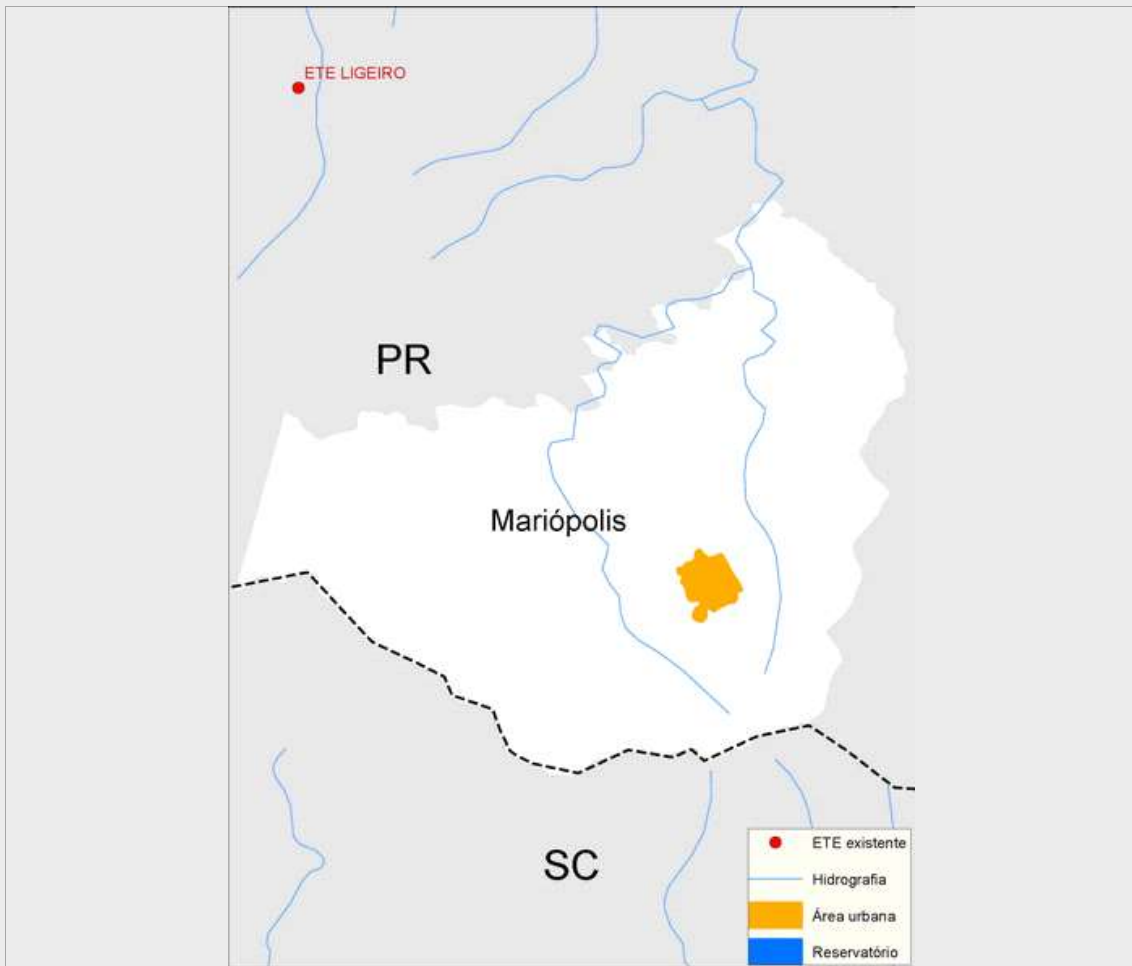 ETE LIGEIRO
PR
Mariópolis
SC
ETE existente
Hidrografia
Área urbana
Reservatório